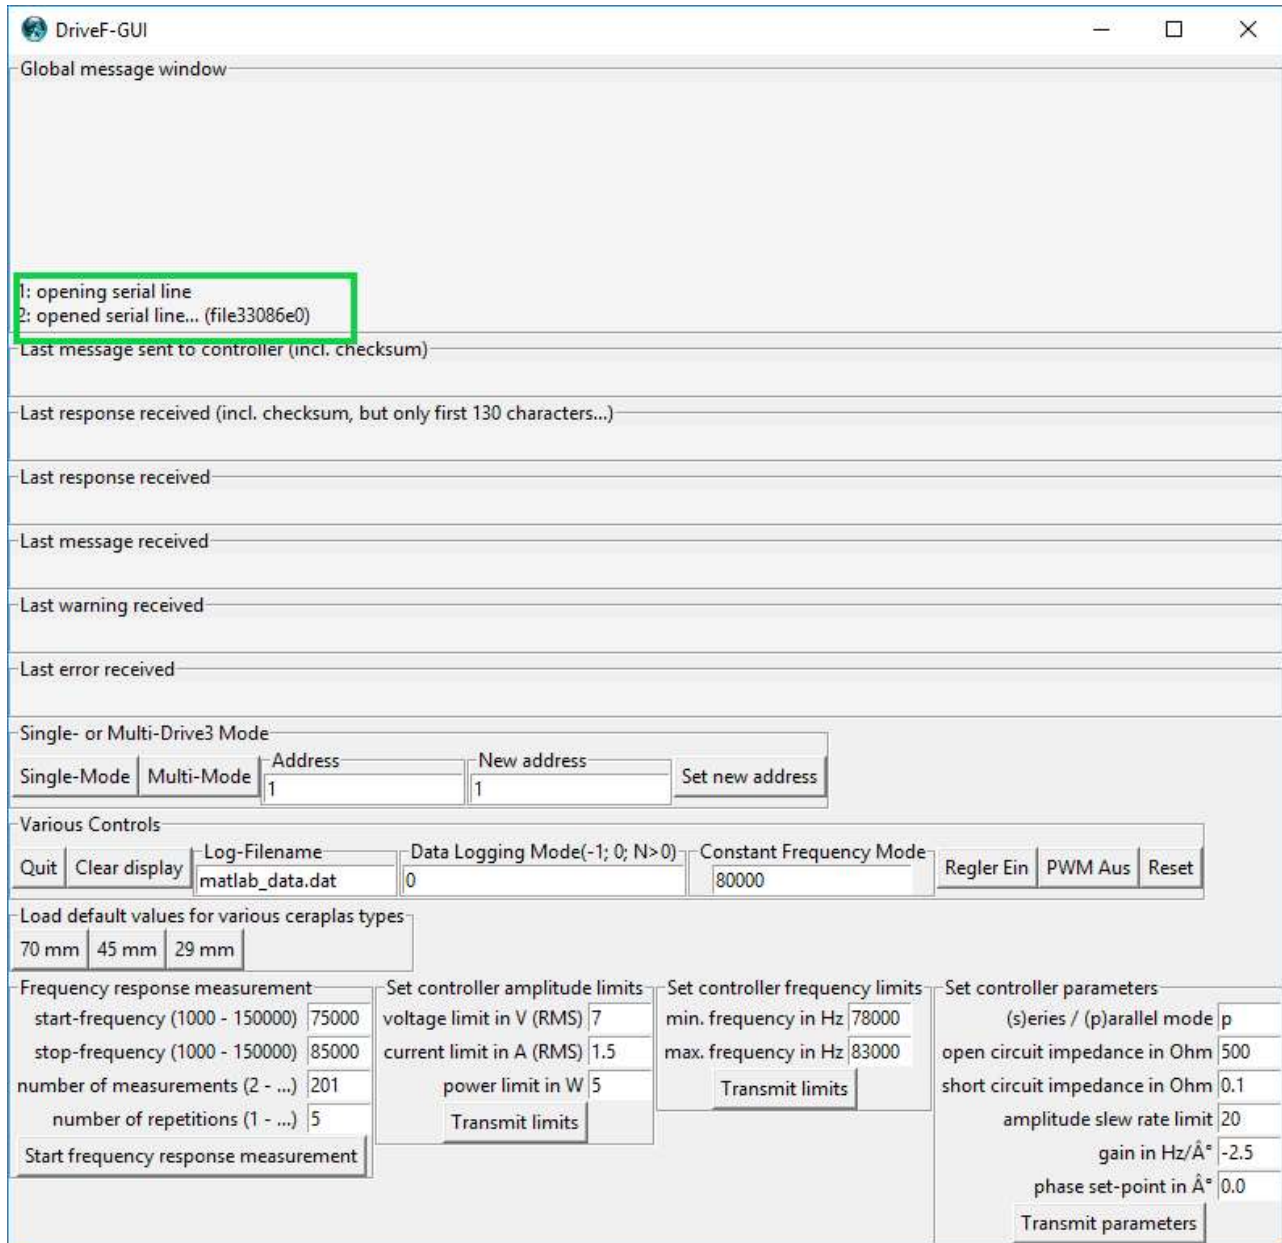 DriveF-GUI
Global message window
1: opening serial line
2: opened serial line... (file33086e0)
Last message sent to controller (incl. checksum)
Last response received (incl. checksum, but only first 130 characters...)
Last response received
Last message received
Last warning received
Last error received
Single- or Multi-Drive3 Mode
Single-Mode Multi-Mode Address 1 New address 1 Set new address
Various Controls
Quit Clear display Log-Filename matlab_data.dat Data Logging Mode(-1; 0; N>0) 0 Constant Frequency Mode 80000 Regler Ein PWM Aus Reset
Load default values for various ceraplas types
70 mm 45 mm 29 mm
Frequency response measurement
start-frequency (1000 - 150000) 75000
stop-frequency (1000 - 150000) 85000
number of measurements (2 - ...) 201
number of repetitions (1 - ...) 5
Start frequency response measurement
Set controller amplitude limits
voltage limit in V (RMS) 7
current limit in A (RMS) 1.5
power limit in W 5
Transmit limits
Set controller frequency limits
min. frequency in Hz 78000
max. frequency in Hz 83000
Transmit limits
Set controller parameters
(s)eries / (p)arallel mode p
open circuit impedance in Ohm 500
short circuit impedance in Ohm 0.1
amplitude slew rate limit 20
gain in Hz/Â° -2.5
phase set-point in Â° 0.0
Transmit parameters